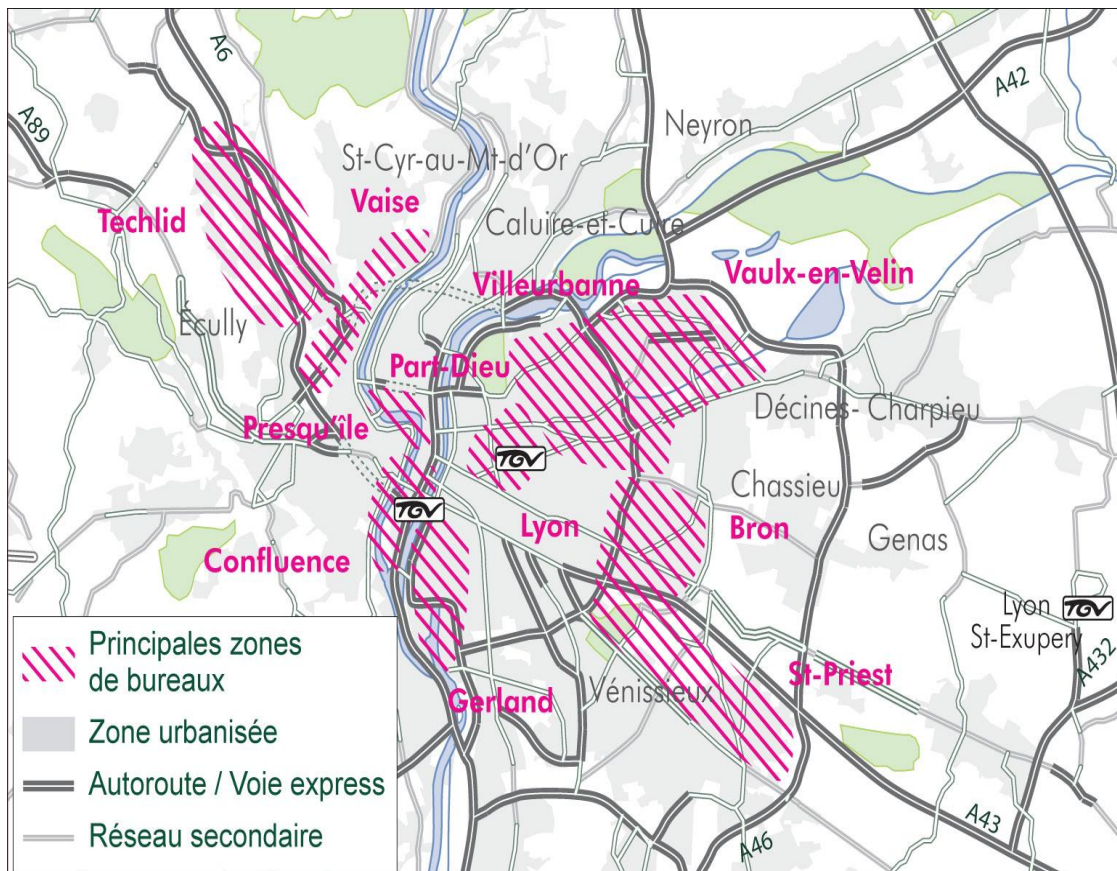 A6
A89
A42
Neyron
St-Cyr-au-Mt-d'Or
Vaise
Techlid
Caluire-et-Cuire
Villeurbanne
Vaulx-en-Velin
Écully
Part-Dieu
Presqu'île
Décines-Charpieu
TGV
Chassieu
TGV
Lyon
Bron
Genas
Confluence
Lyon TGV
St-Exupery
A432
St-Priest
Vénissieux
Gerland
A43
A46
Principales zones
de bureaux
Zone urbanisée
Autoroute / Voie express
Réseau secondaire